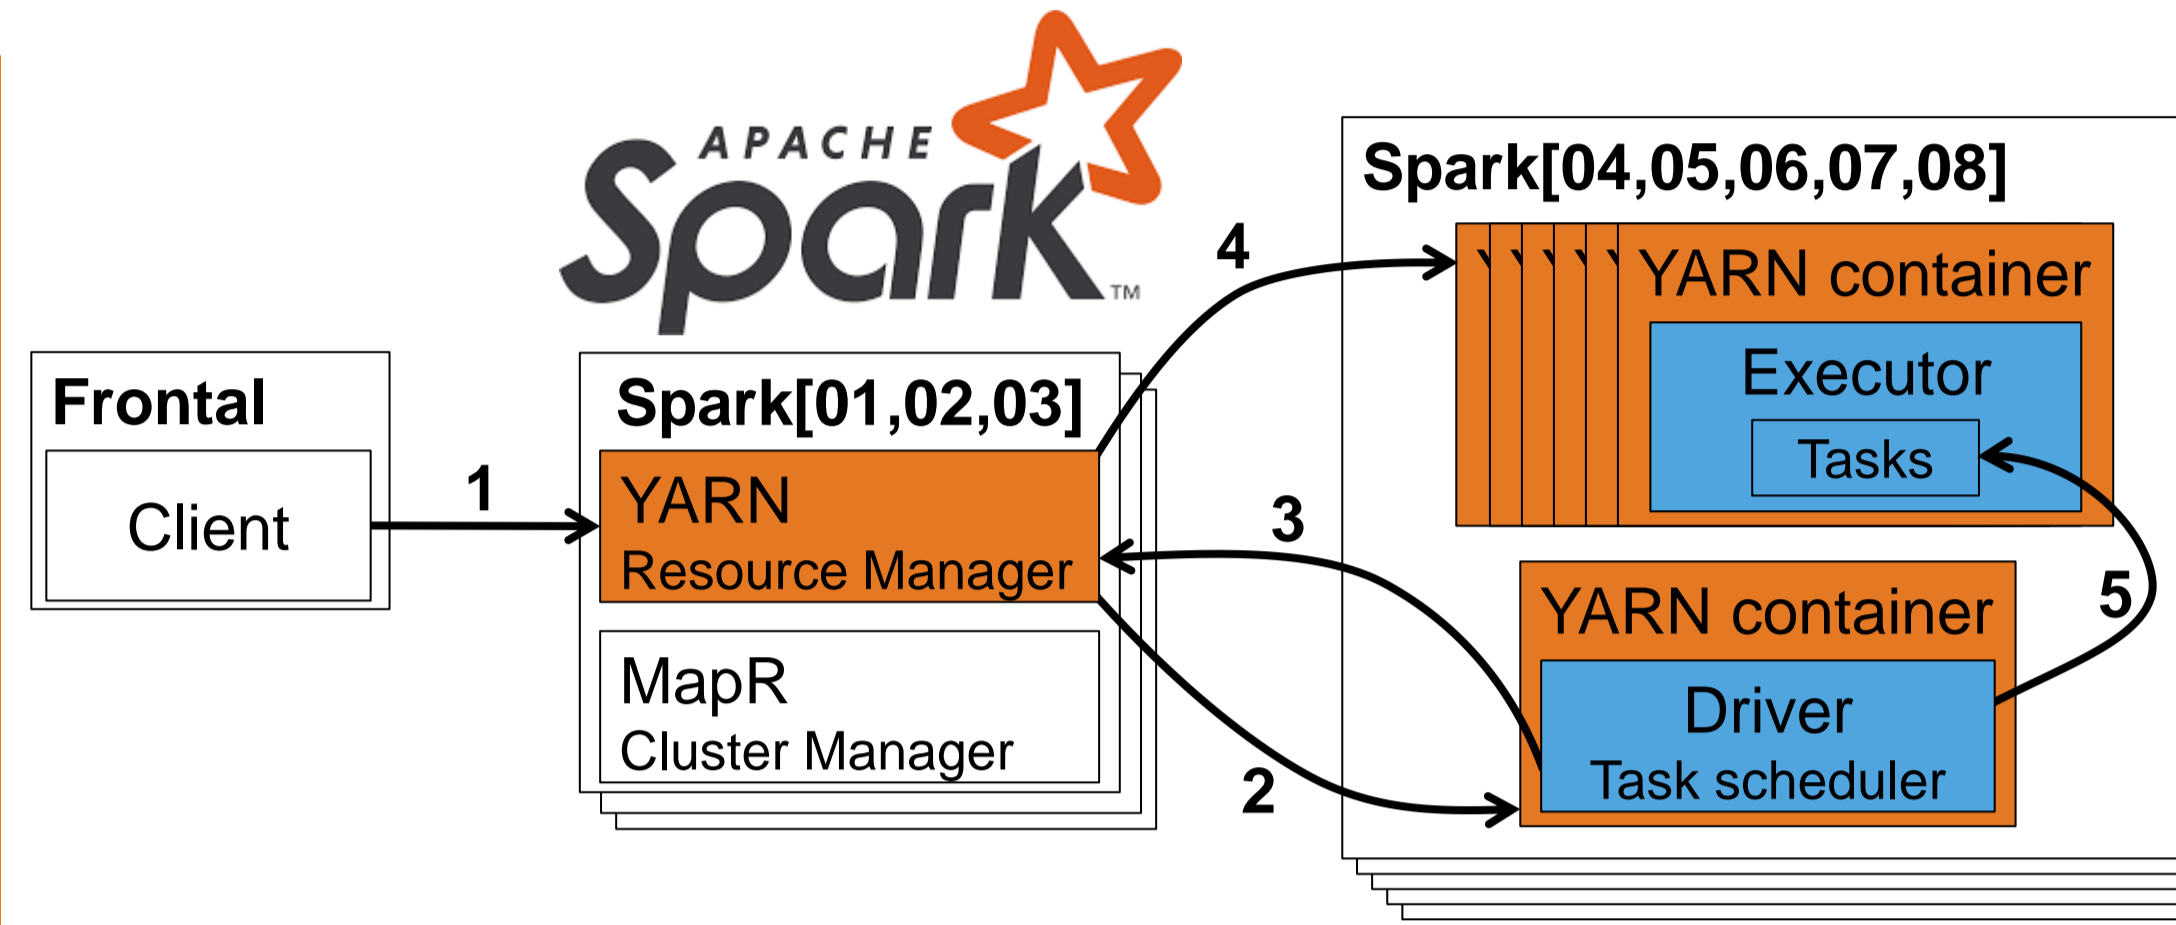 APACHE
Spark
TM
Frontal
Client
1
Spark[01,02,03]
YARN
Resource Manager
MapR
Cluster Manager
4
3
2
Spark[04,05,06,07,08]
YARN container
Executor
Tasks
5
YARN container
Driver
Task scheduler